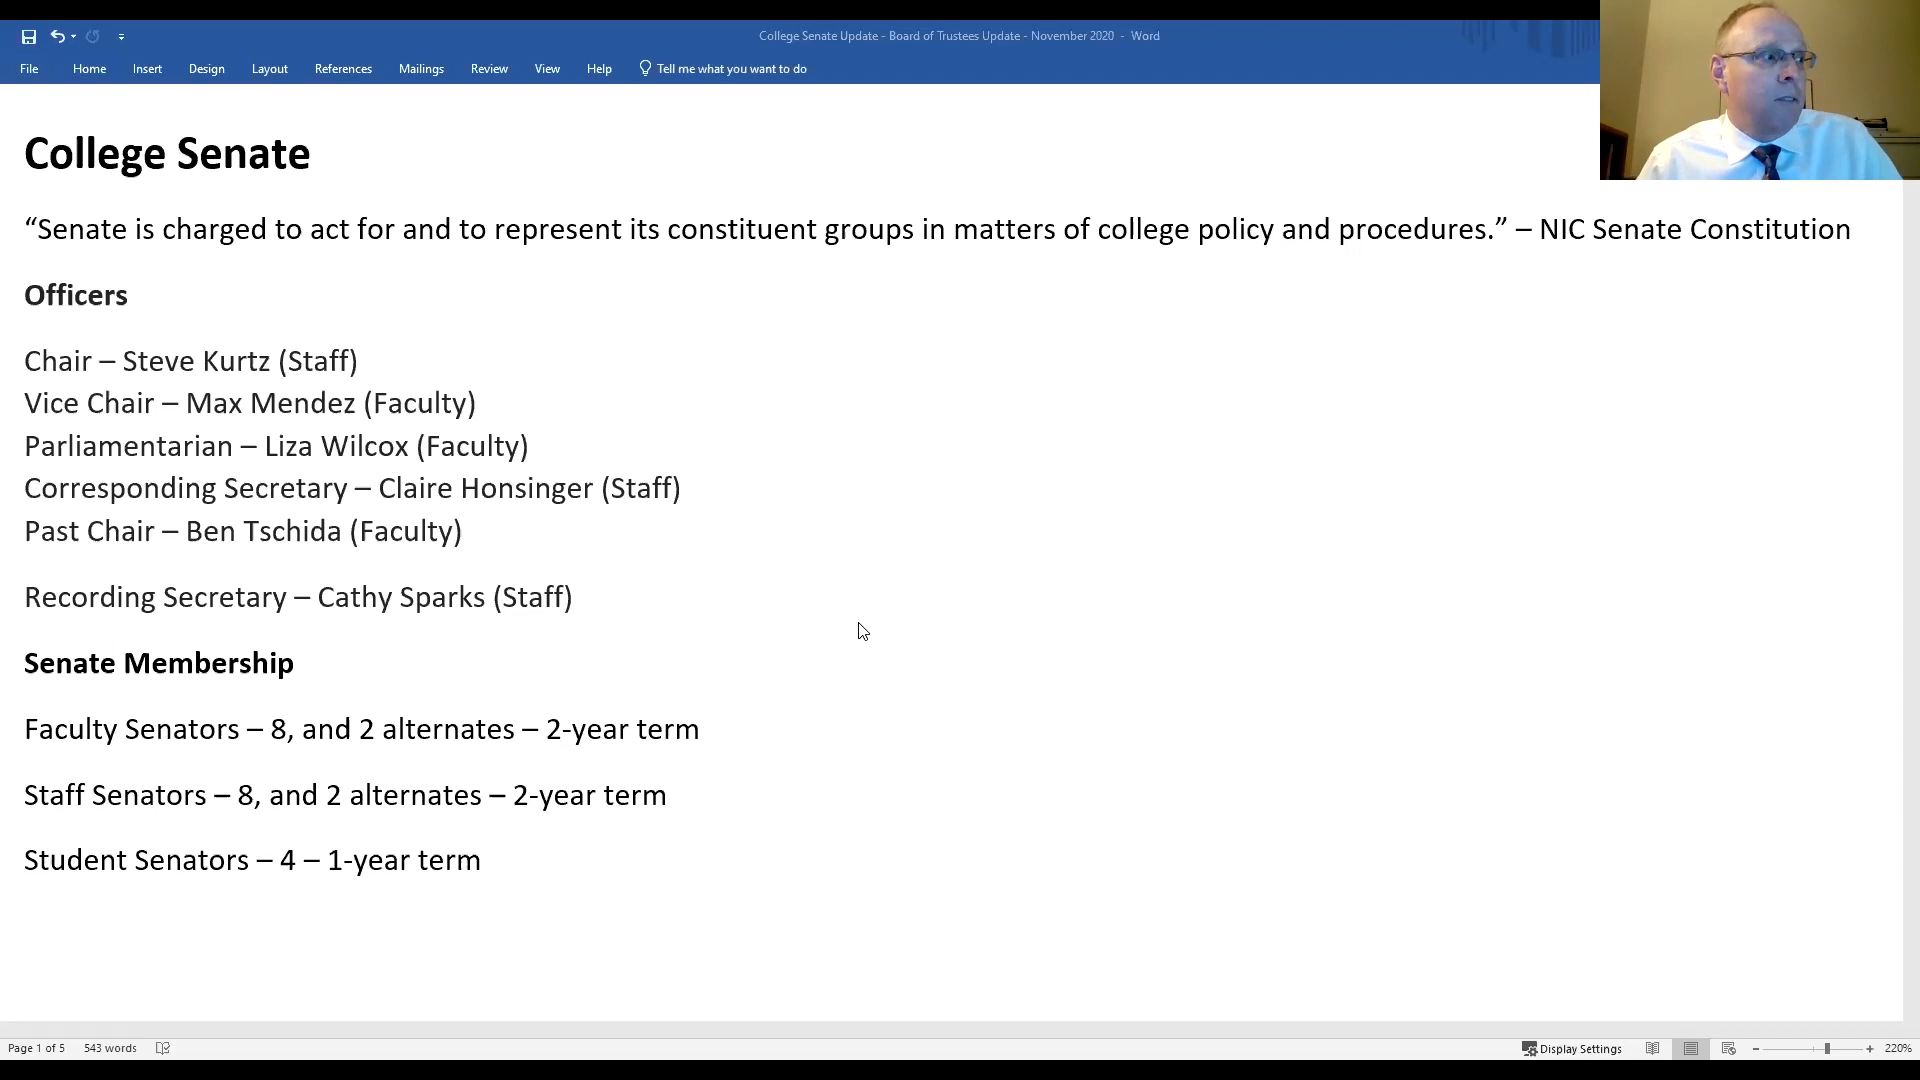 College Senate Update - Board of Trustees Update - November 2020 - Word
File Home Insert Design Layout References Mailings Review View Help Tell me what you want to do
College Senate
“Senate is charged to act for and to represent its constituent groups in matters of college policy and procedures.” – NIC Senate Constitution
Officers
Chair – Steve Kurtz (Staff)
Vice Chair – Max Mendez (Faculty)
Parliamentarian – Liza Wilcox (Faculty)
Corresponding Secretary – Claire Honsinger (Staff)
Past Chair – Ben Tschida (Faculty)
Recording Secretary – Cathy Sparks (Staff)
Senate Membership
Faculty Senators – 8, and 2 alternates – 2-year term
Staff Senators – 8, and 2 alternates – 2-year term
Student Senators – 4 – 1-year term
Page 1 of 5 543 words Display Settings 220%